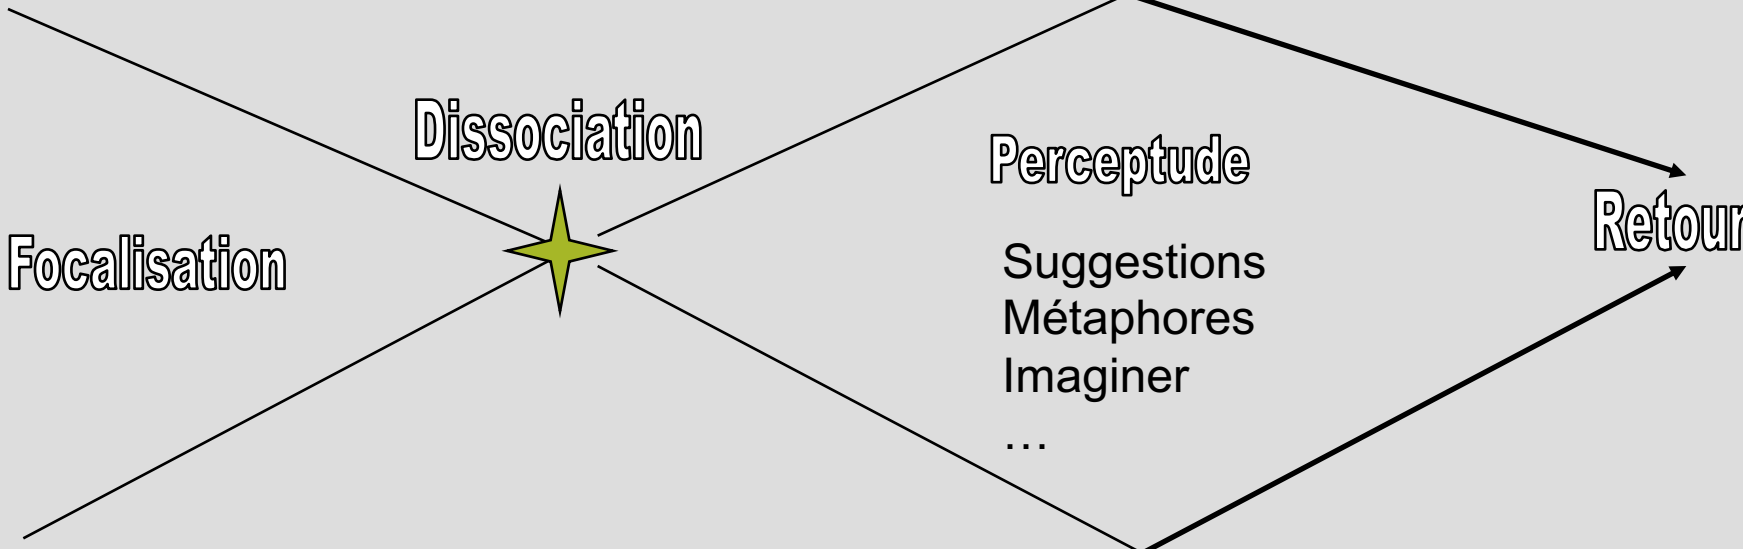 Focalisation
Dissociation
Perceptude
Suggestions
Métaphores
Imaginer
…
Retour